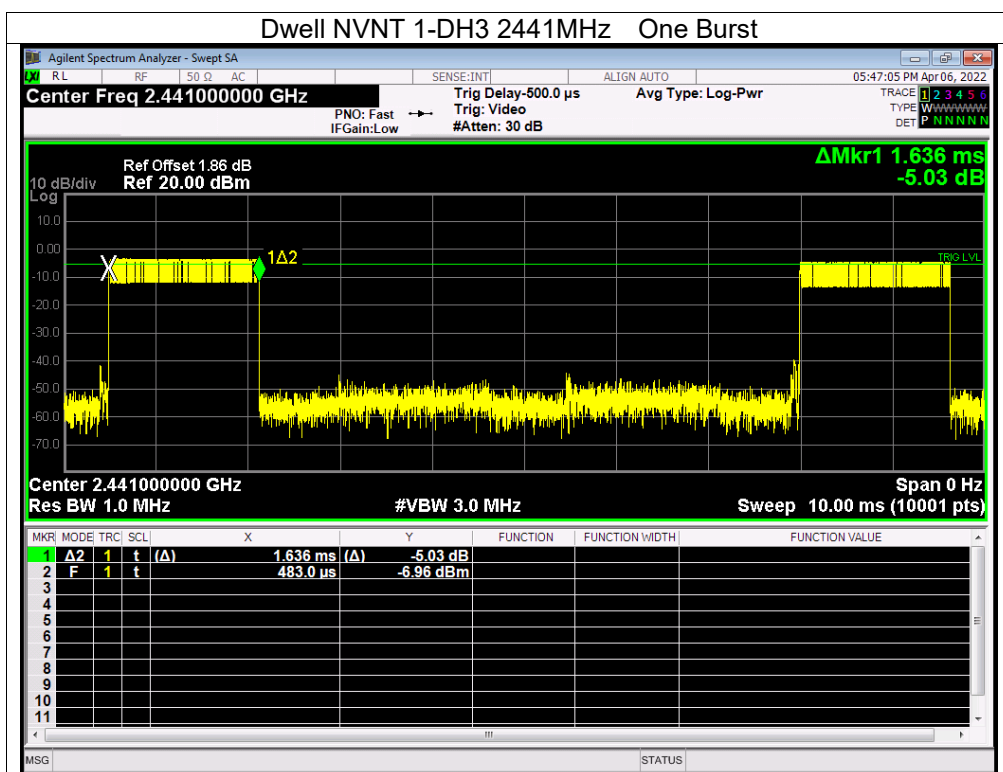 Dwell NVNT 1-DH3 2441MHz One Burst
Agilent Spectrum Analyzer - Swept SA
LXI RL RF 50 Ω AC SENSE:INT ALIGN AUTO 05:47:05 PM Apr 06, 2022
Center Freq 2.441000000 GHz
PNO: Fast
IFGain:Low
Trig Delay-500.0 µs
Trig: Video
#Atten: 30 dB
Avg Type: Log-Pwr
TRACE 1 2 3 4 5 6
TYPE WWWWWW
DET P N N N N N
ΔMkr1 1.636 ms
-5.03 dB
Ref Offset 1.86 dB
10 dB/div Ref 20.00 dBm
Log
10.0
0.00
-10.0
-20.0
-30.0
-40.0
-50.0
-60.0
-70.0
X
1Δ2
TRIG LVL
Center 2.441000000 GHz Span 0 Hz
Res BW 1.0 MHz #VBW 3.0 MHz Sweep 10.00 ms (10001 pts)
MKR MODE TRC SCL X Y FUNCTION FUNCTION WIDTH FUNCTION VALUE
1 Δ2 1 t (Δ) 1.636 ms (Δ) -5.03 dB
2 F 1 t 483.0 µs -6.96 dBm
3
4
5
6
7
8
9
10
11
MSG STATUS